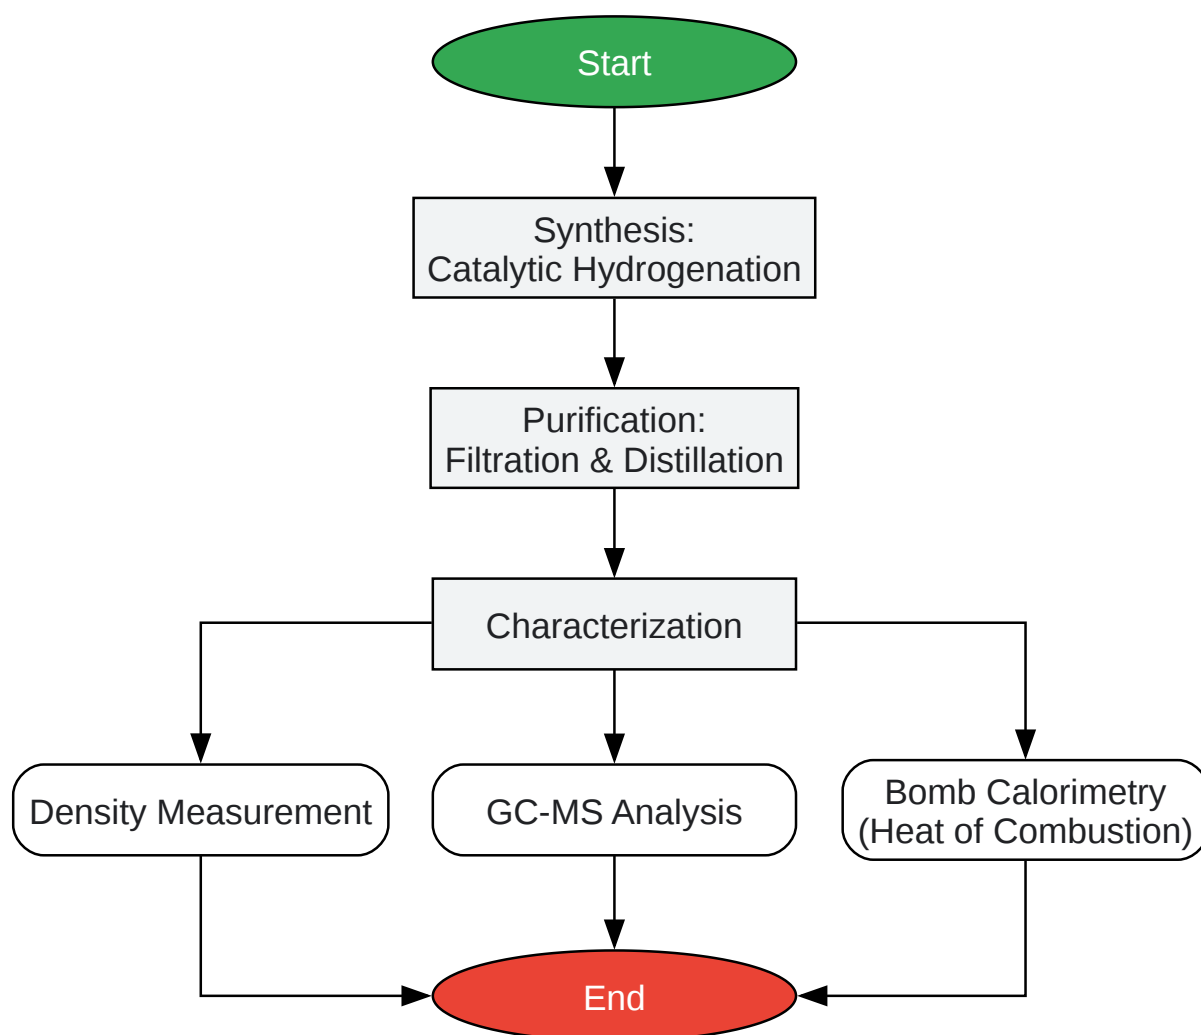 Start
Synthesis:
Catalytic Hydrogenation
Purification:
Filtration & Distillation
Characterization
Density Measurement
GC-MS Analysis
Bomb Calorimetry
(Heat of Combustion)
End